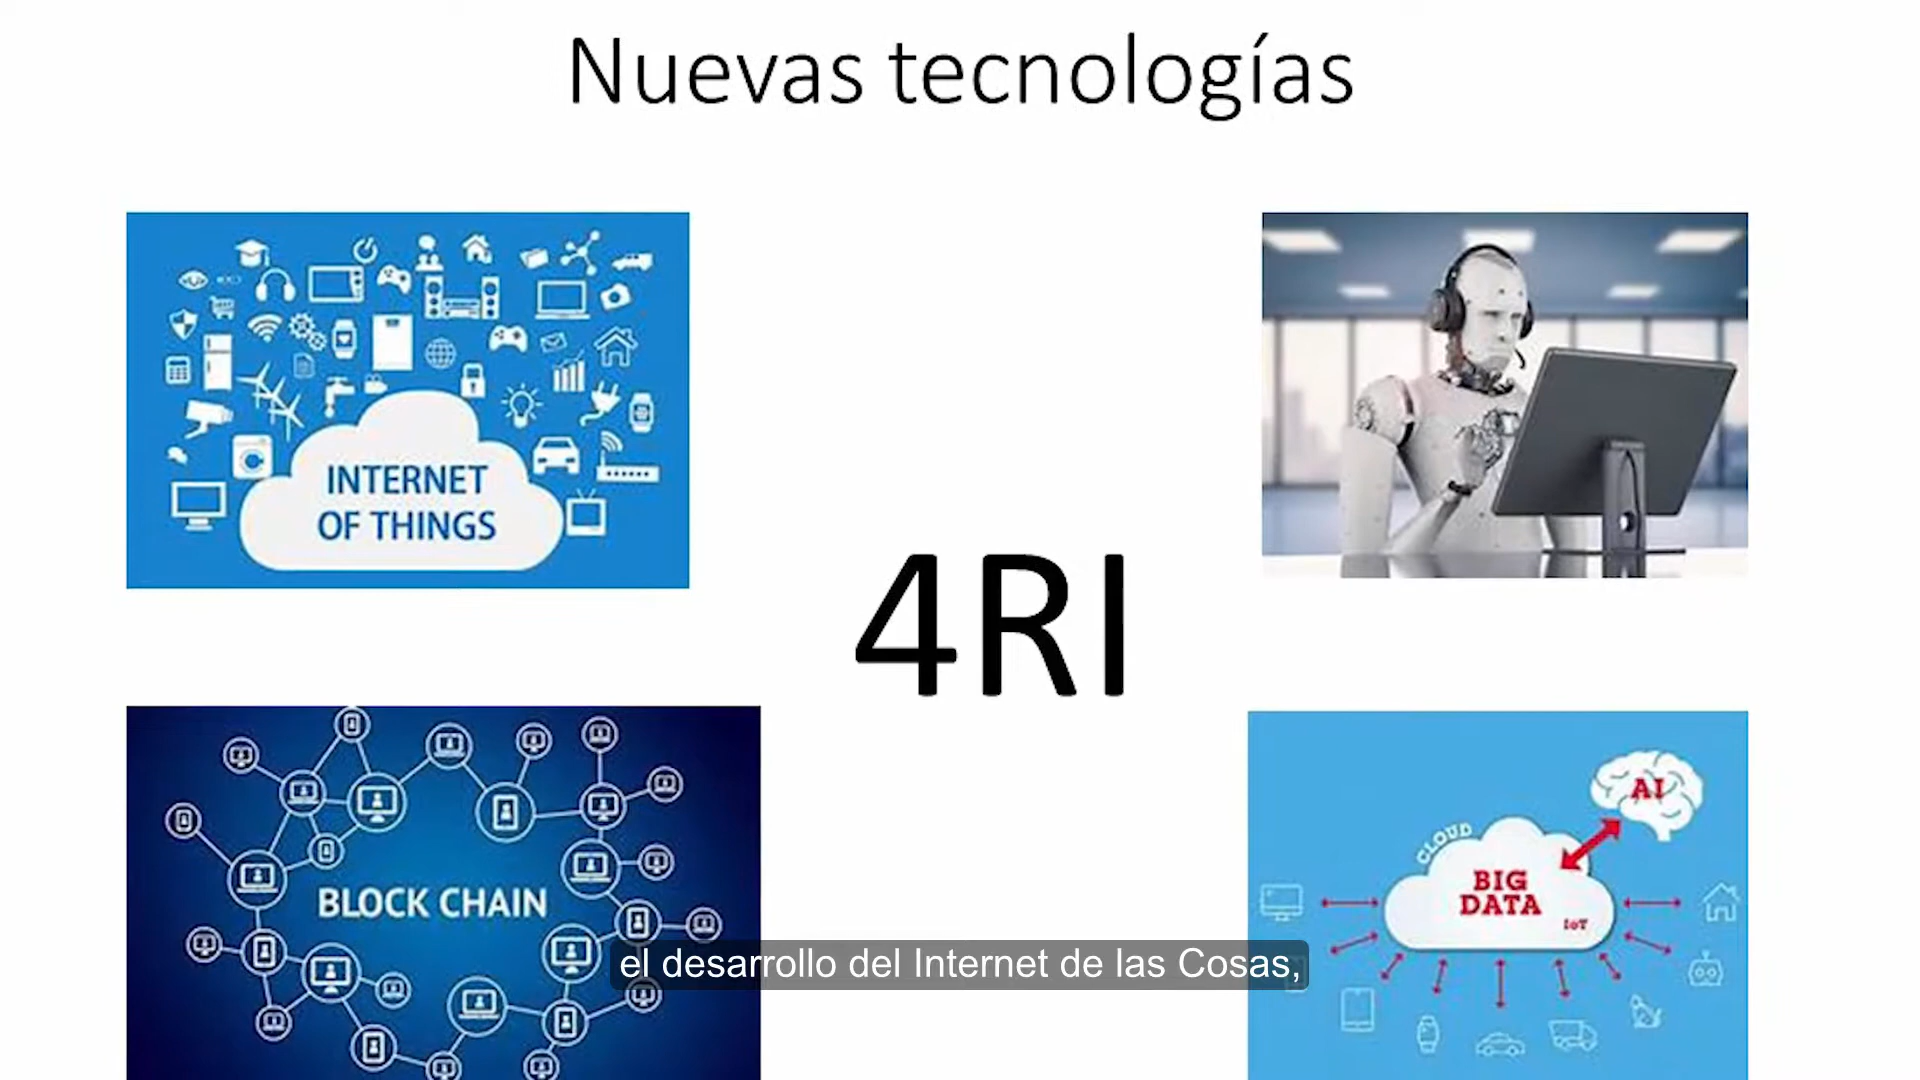 Nuevas tecnologías
INTERNET
OF THINGS
4RI
BLOCK CHAIN
AI
CLOUD
BIG
DATA
IoT
el desarrollo del Internet de las Cosas,